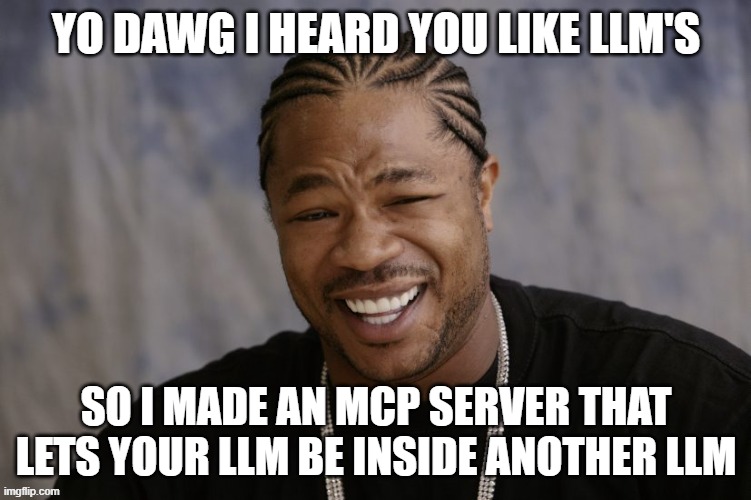 YO DAWG I HEARD YOU LIKE LLM'S
SO I MADE AN MCP SERVER THAT
LETS YOUR LLM BE INSIDE ANOTHER LLM
imgflip.com